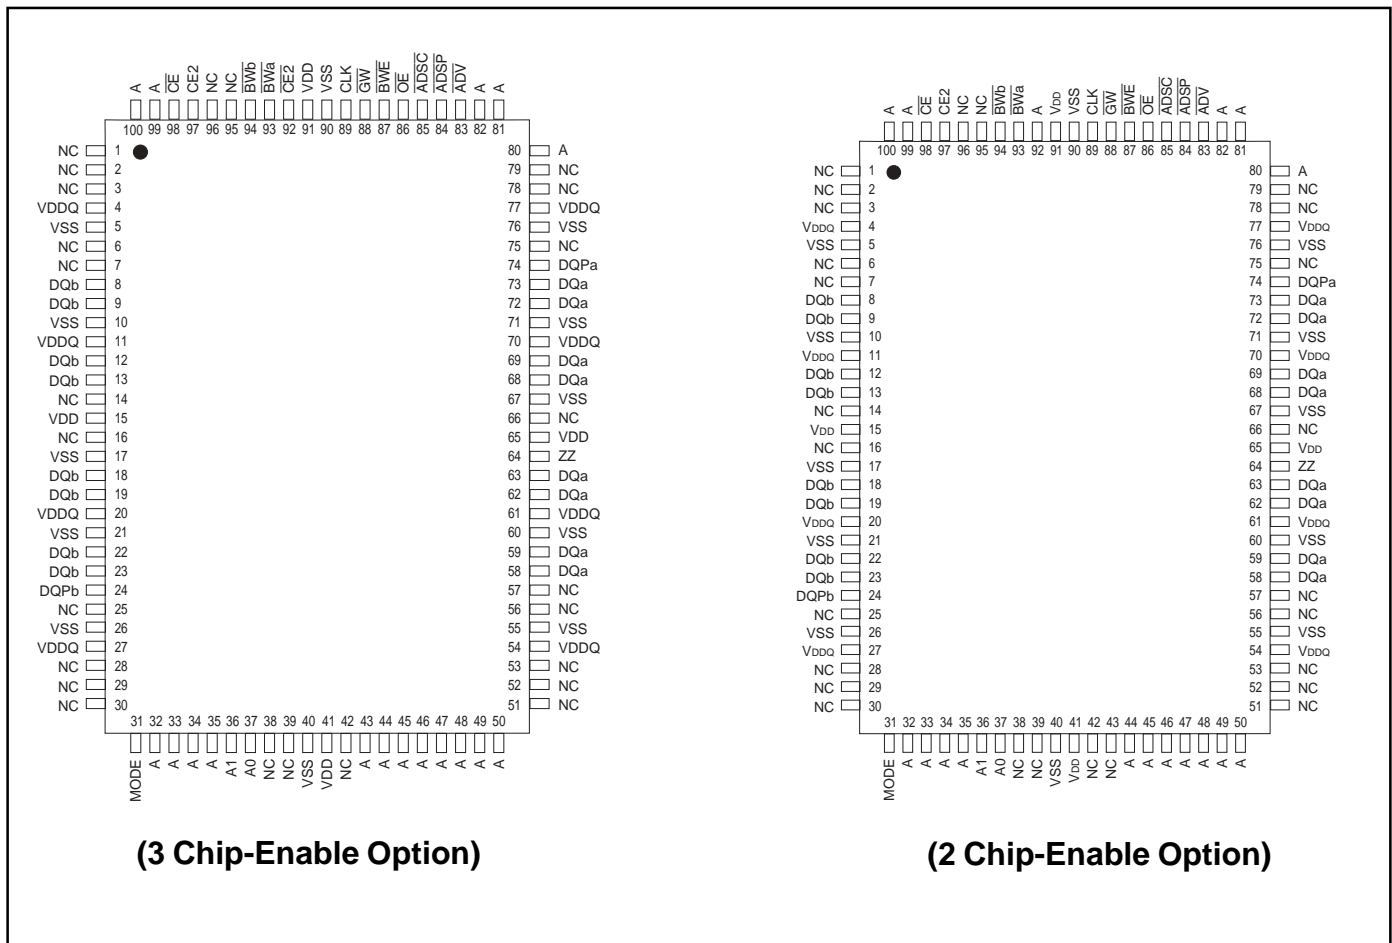 A A CE CE2 NC NC BWb BWa CE2 VDD VSS CLK GW BWE OE ADSC ADSP ADV A A
100 99 98 97 96 95 94 93 92 91 90 89 88 87 86 85 84 83 82 81
NC 1 80 A
NC 2 79 NC
NC 3 78 NC
VDDQ 4 77 VDDQ
VSS 5 76 VSS
NC 6 75 NC
NC 7 74 DQPa
DQb 8 73 DQa
DQb 9 72 DQa
VSS 10 71 VSS
VDDQ 11 70 VDDQ
DQb 12 69 DQa
DQb 13 68 DQa
NC 14 67 VSS
VDD 15 66 NC
NC 16 65 VDD
VSS 17 64 ZZ
DQb 18 63 DQa
DQb 19 62 DQa
VDDQ 20 61 VDDQ
VSS 21 60 VSS
DQb 22 59 DQa
DQb 23 58 DQa
DQPb 24 57 NC
NC 25 56 NC
VSS 26 55 VSS
VDDQ 27 54 VDDQ
NC 28 53 NC
NC 29 52 NC
NC 30 51 NC
31 32 33 34 35 36 37 38 39 40 41 42 43 44 45 46 47 48 49 50
MODE A A A A A1 A0 NC NC VSS VDD NC A A A A A A A A
(3 Chip-Enable Option)
A A CE CE2 NC NC BWb BWa A VDD VSS CLK GW BWE OE ADSC ADSP ADV A A
100 99 98 97 96 95 94 93 92 91 90 89 88 87 86 85 84 83 82 81
NC 1 80 A
NC 2 79 NC
NC 3 78 NC
VDDQ 4 77 VDDQ
VSS 5 76 VSS
NC 6 75 NC
NC 7 74 DQPa
DQb 8 73 DQa
DQb 9 72 DQa
VSS 10 71 VSS
VDDQ 11 70 VDDQ
DQb 12 69 DQa
DQb 13 68 DQa
NC 14 67 VSS
VDD 15 66 NC
NC 16 65 VDD
VSS 17 64 ZZ
DQb 18 63 DQa
DQb 19 62 DQa
VDDQ 20 61 VDDQ
VSS 21 60 VSS
DQb 22 59 DQa
DQb 23 58 DQa
DQPb 24 57 NC
NC 25 56 NC
VSS 26 55 VSS
VDDQ 27 54 VDDQ
NC 28 53 NC
NC 29 52 NC
NC 30 51 NC
31 32 33 34 35 36 37 38 39 40 41 42 43 44 45 46 47 48 49 50
MODE A A A A A1 A0 NC NC VSS VDD NC NC A A A A A A A
(2 Chip-Enable Option)